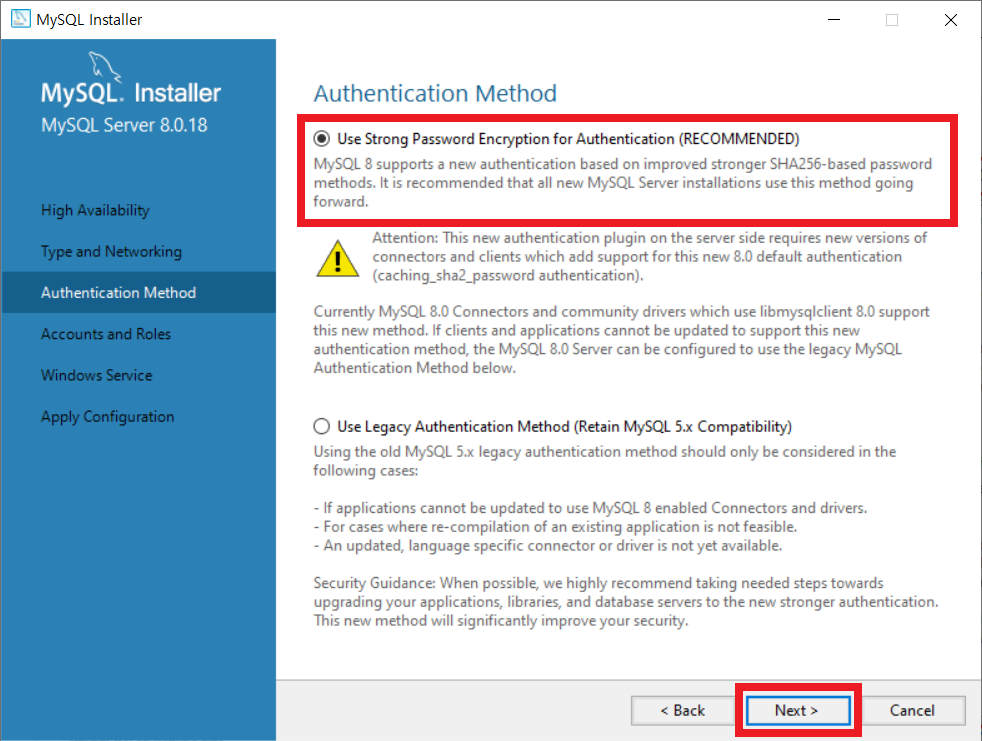 MySQL Installer
MySQL. Installer
MySQL Server 8.0.18
High Availability
Type and Networking
Authentication Method
Accounts and Roles
Windows Service
Apply Configuration
Authentication Method
Use Strong Password Encryption for Authentication (RECOMMENDED)
MySQL 8 supports a new authentication based on improved stronger SHA256-based password
methods. It is recommended that all new MySQL Server installations use this method going
forward.
Attention: This new authentication plugin on the server side requires new versions of
connectors and clients which add support for this new 8.0 default authentication
(caching_sha2_password authentication).
Currently MySQL 8.0 Connectors and community drivers which use libmysqlclient 8.0 support
this new method. If clients and applications cannot be updated to support this new
authentication method, the MySQL 8.0 Server can be configured to use the legacy MySQL
Authentication Method below.
Use Legacy Authentication Method (Retain MySQL 5.x Compatibility)
Using the old MySQL 5.x legacy authentication method should only be considered in the
following cases:
- If applications cannot be updated to use MySQL 8 enabled Connectors and drivers.
- For cases where re-compilation of an existing application is not feasible.
- An updated, language specific connector or driver is not yet available.
Security Guidance: When possible, we highly recommend taking needed steps towards
upgrading your applications, libraries, and database servers to the new stronger authentication.
This new method will significantly improve your security.
< Back
Next >
Cancel